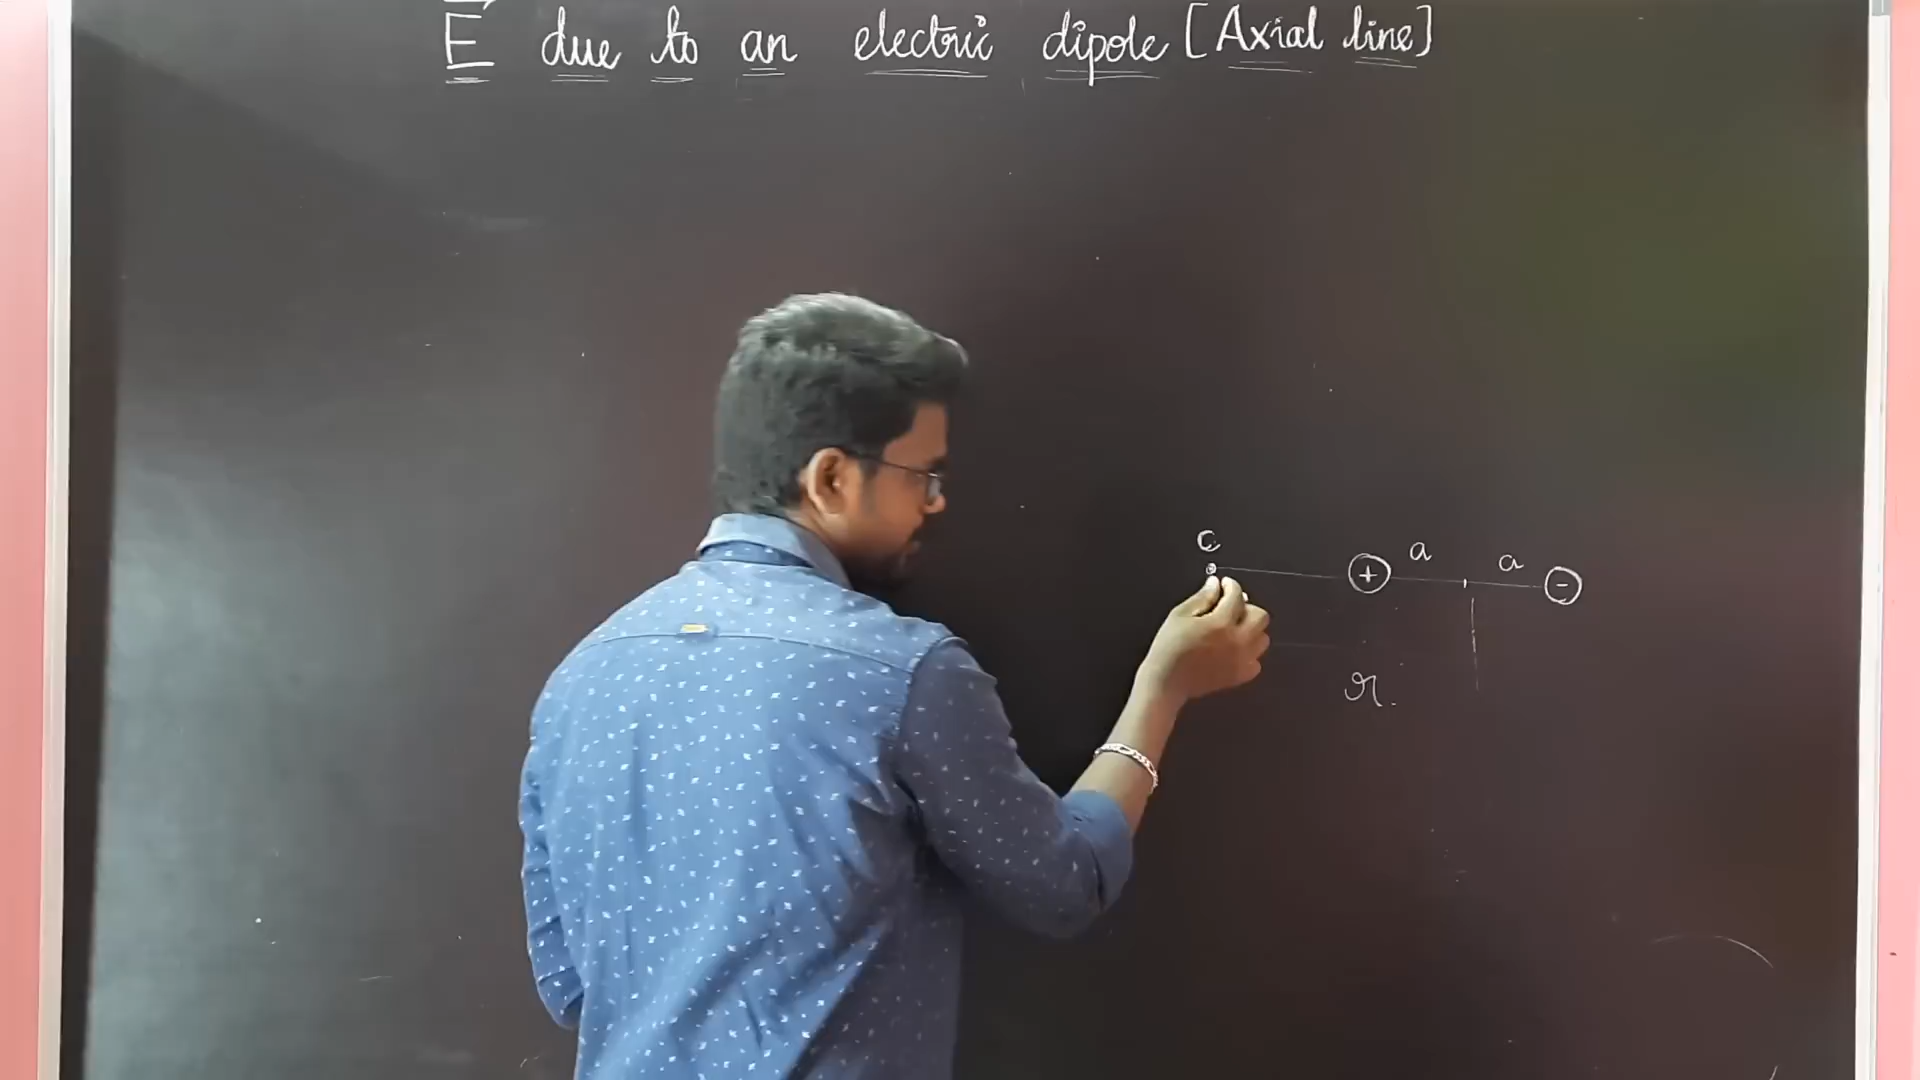 E due to an electric dipole [Axial line]
C
+ a a -
r.